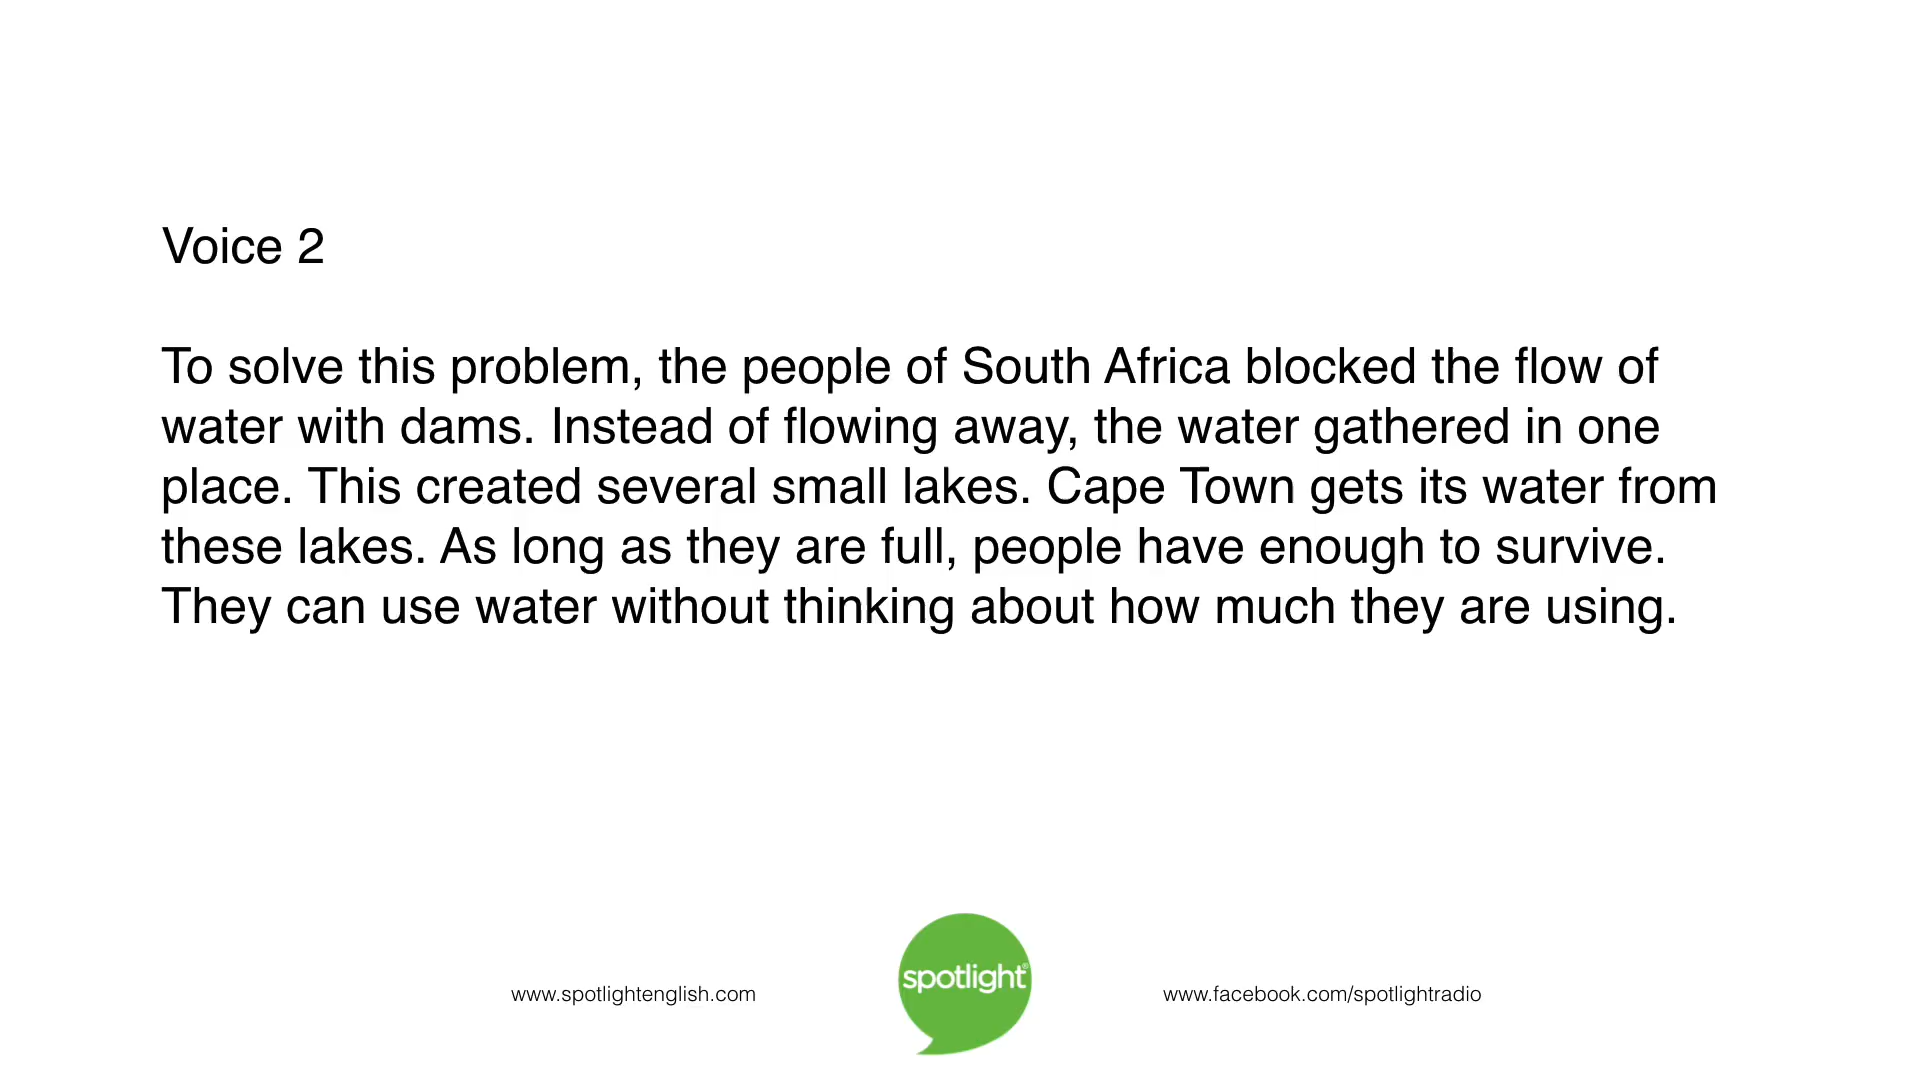 Voice 2
To solve this problem, the people of South Africa blocked the flow of
water with dams. Instead of flowing away, the water gathered in one
place. This created several small lakes. Cape Town gets its water from
these lakes. As long as they are full, people have enough to survive.
They can use water without thinking about how much they are using.
www.spotlightenglish.com
spotlight®
www.facebook.com/spotlightradio